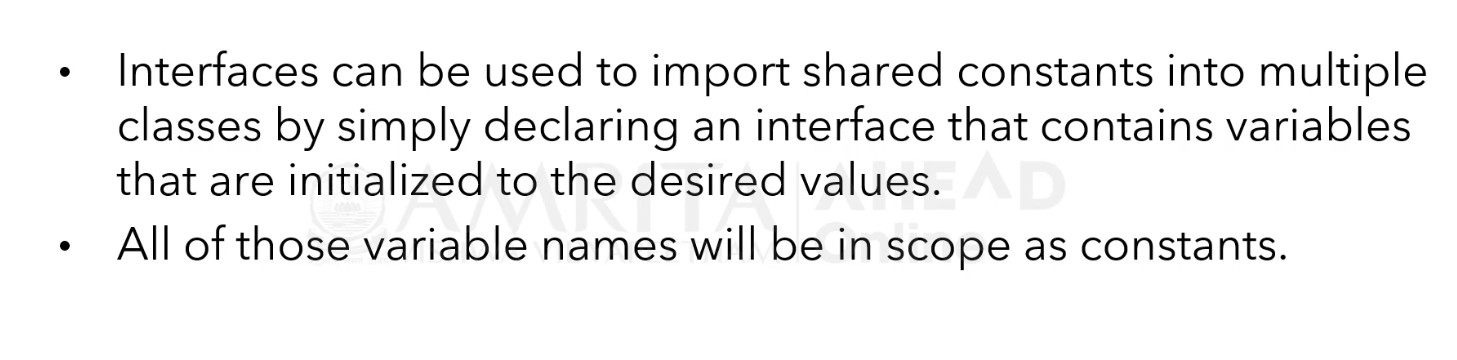 • Interfaces can be used to import shared constants into multiple
classes by simply declaring an interface that contains variables
that are initialized to the desired values.
AMRITA AHEAD
Online
• All of those variable names will be in scope as constants.